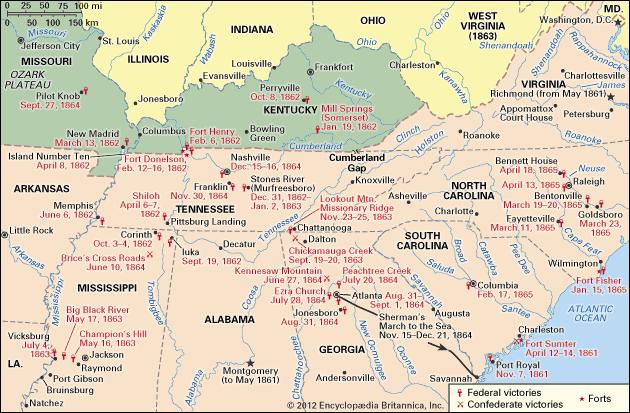 0 25 50 75 100 mi
0 50 100 150 km
Missouri
Jefferson City
St. Louis
MISSOURI
OZARK
PLATEAU
Pilot Knob
Sept. 27, 1864
ILLINOIS
Kaskaskia
Wabash
INDIANA
OHIO
Ohio
WEST
VIRGINIA
(1863)
MD.
Washington, D.C.
Rappahannock
Shenandoah
Shenandoah
Louisville
Evansville
Frankfort
Charleston
Kanawha
Charlottesville
James
VIRGINIA
Richmond (from May 1861)
Appomattox
Court House
Petersburg
Jonesboro
Perryville
Oct. 8, 1862
Kentucky
KENTUCKY
Mill Springs
(Somerset)
Jan. 19, 1862
New Madrid
March 13, 1862
Columbus
Fort Henry
Feb. 6, 1862
Bowling
Green
Cumberland
Clinch
Holston
Roanoke
Roanoke
Island Number Ten
April 8, 1862
Fort Donelson,
Feb. 12–16, 1862
Nashville
Dec. 15–16, 1864
Cumberland
Gap
Bennett House
April 18, 1865
Neuse
April 13, 1865
Raleigh
ARKANSAS
Franklin
Nov. 30, 1864
Stones River
(Murfreesboro)
Dec. 31, 1862–
Jan. 2, 1863
Knoxville
Asheville
NORTH
CAROLINA
Bentonville
March 19–20, 1865
Goldsboro
March 23,
1865
Shiloh
April 6–7,
1862
TENNESSEE
Memphis
June 6, 1862
Pittsburg Landing
Tennessee
Lookout Mtn.
Missionary Ridge
Nov. 23–25, 1863
Charlotte
Fayetteville
March 11, 1865
Cape Fear
Little Rock
Corinth
Oct. 3–4, 1862
Chattanooga
Dalton
SOUTH
CAROLINA
Arkansas
Brice's Cross Roads
June 10, 1864
Iuka
Sept. 19, 1862
Decatur
Chickamauga Creek
Sept. 19–20, 1863
Saluda
Broad
Catawba
Pee Dee
Wilmington
Kennesaw Mountain
June 27, 1864
Peachtree Creek
July 20, 1864
Columbia
Feb. 17, 1865
Fort Fisher
Jan. 15, 1865
Mississippi
MISSISSIPPI
Tombigbee
Coosa
Ezra Church
July 28, 1864
Atlanta Aug. 31–
Sept. 1, 1864
Savannah
Augusta
Santee
ATLANTIC
OCEAN
Big Black River
May 17, 1863
ALABAMA
Jonesboro
Aug. 31, 1864
Sherman's
March to the Sea
Nov. 15–Dec. 21, 1864
Charleston
Fort Sumter
April 12–14, 1861
Vicksburg
July 4,
1863
Champion's Hill
May 16, 1863
Jackson
Raymond
Chattahoochee
GEORGIA
New Ocmulgee
Oconee
Port Royal
Nov. 7, 1861
LA.
Port Gibson
Bruinsburg
Natchez
Alabama
Montgomery
(to May 1861)
Andersonville
Savannah
© 2012 Encyclopædia Britannica, Inc.
Federal victories
Confederate victories
Forts